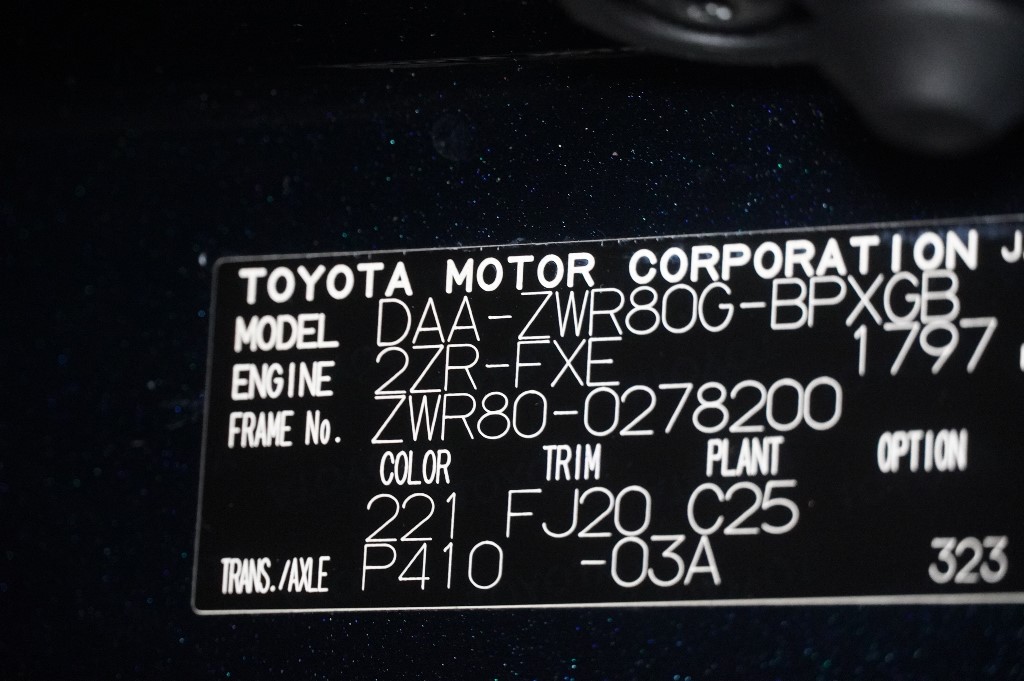 TOYOTA MOTOR CORPORATION
MODEL DAA-ZWR80G-BPXGB
ENGINE 2ZR-FXE 1797
FRAME No. ZWR80-0278200
COLOR TRIM PLANT OPTION
221 FJ20 C25
TRANS./AXLE P410 -03A 323